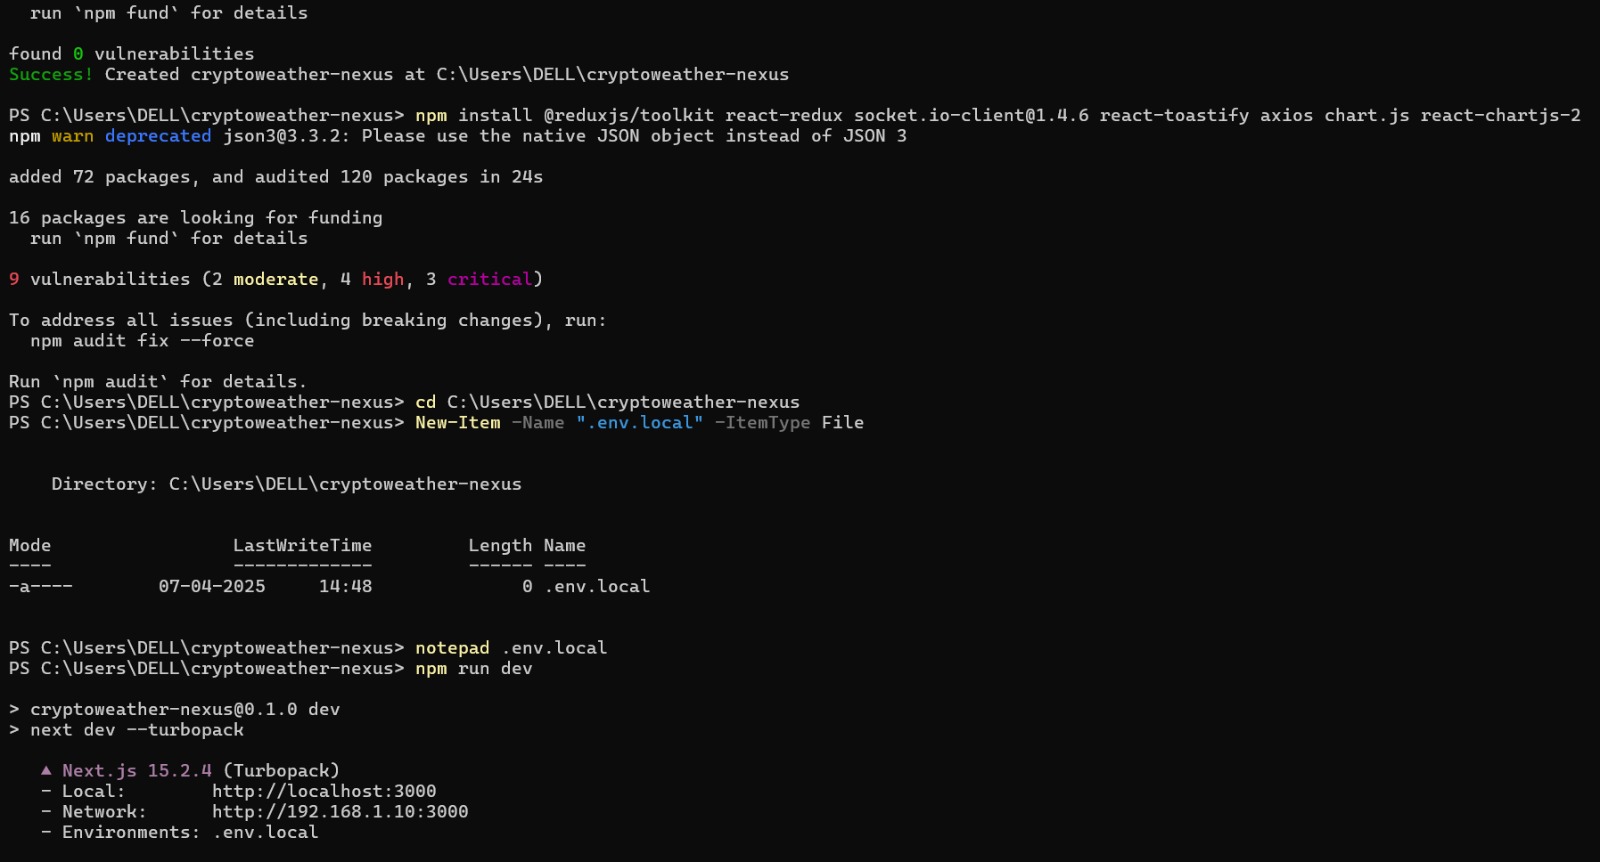 run `npm fund` for details
found 0 vulnerabilities
Success! Created cryptoweather-nexus at C:\Users\DELL\cryptoweather-nexus
PS C:\Users\DELL\cryptoweather-nexus> npm install @reduxjs/toolkit react-redux socket.io-client@1.4.6 react-toastify axios chart.js react-chartjs-2
npm warn deprecated json3@3.3.2: Please use the native JSON object instead of JSON 3
added 72 packages, and audited 120 packages in 24s
16 packages are looking for funding
run `npm fund` for details
9 vulnerabilities (2 moderate, 4 high, 3 critical)
To address all issues (including breaking changes), run:
npm audit fix --force
Run `npm audit` for details.
PS C:\Users\DELL\cryptoweather-nexus> cd C:\Users\DELL\cryptoweather-nexus
PS C:\Users\DELL\cryptoweather-nexus> New-Item -Name ".env.local" -ItemType File
Directory: C:\Users\DELL\cryptoweather-nexus
Mode LastWriteTime Length Name
---- ------------- ------ ----
-a---- 07-04-2025 14:48 0 .env.local
PS C:\Users\DELL\cryptoweather-nexus> notepad .env.local
PS C:\Users\DELL\cryptoweather-nexus> npm run dev
> cryptoweather-nexus@0.1.0 dev
> next dev --turbopack
▲ Next.js 15.2.4 (Turbopack)
- Local: http://localhost:3000
- Network: http://192.168.1.10:3000
- Environments: .env.local